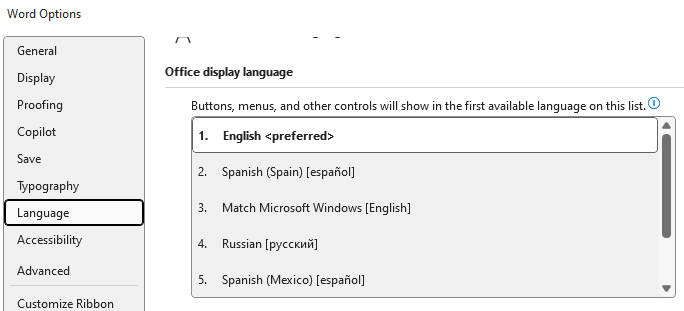 Word Options
General
Display
Proofing
Copilot
Save
Typography
Language
Accessibility
Advanced
Customize Ribbon
Office display language
Buttons, menus, and other controls will show in the first available language on this list.
1. English <preferred>
2. Spanish (Spain) [español]
3. Match Microsoft Windows [English]
4. Russian [русский]
5. Spanish (Mexico) [español]